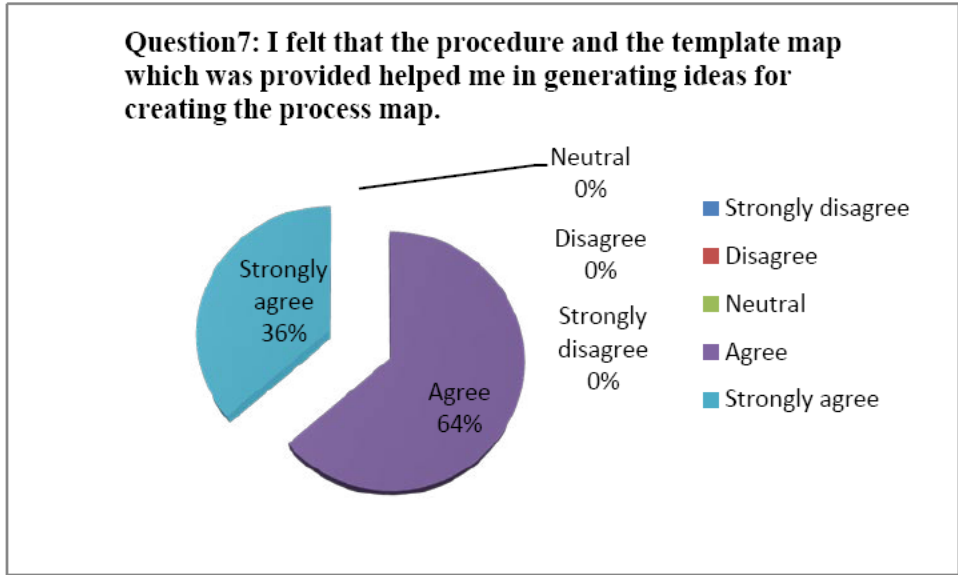 Question7: I felt that the procedure and the template map
which was provided helped me in generating ideas for
creating the process map.
Neutral
0%
Disagree
0%
Strongly
disagree
0%
Strongly
agree
36%
Agree
64%
Strongly disagree
Disagree
Neutral
Agree
Strongly agree